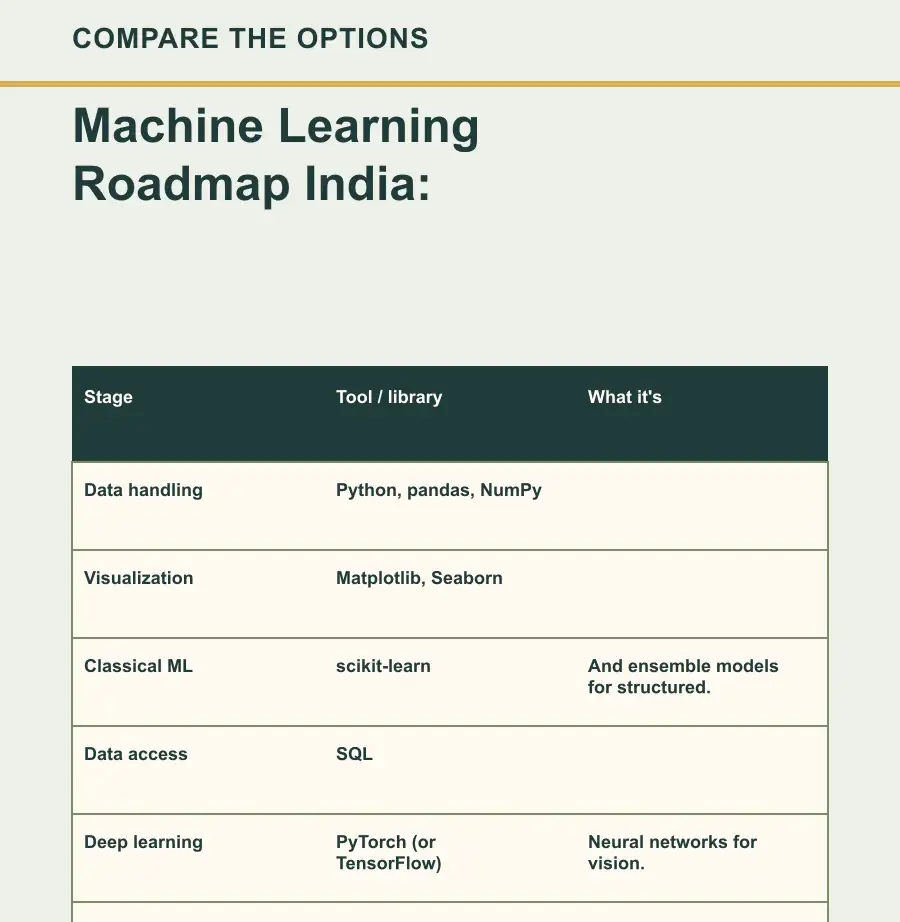 COMPARE THE OPTIONS
Machine Learning
Roadmap India:
Stage Tool / library What it's
Data handling Python, pandas, NumPy
Visualization Matplotlib, Seaborn
Classical ML scikit-learn And ensemble models
for structured.
Data access SQL
Deep learning PyTorch (or Neural networks for
TensorFlow) vision.